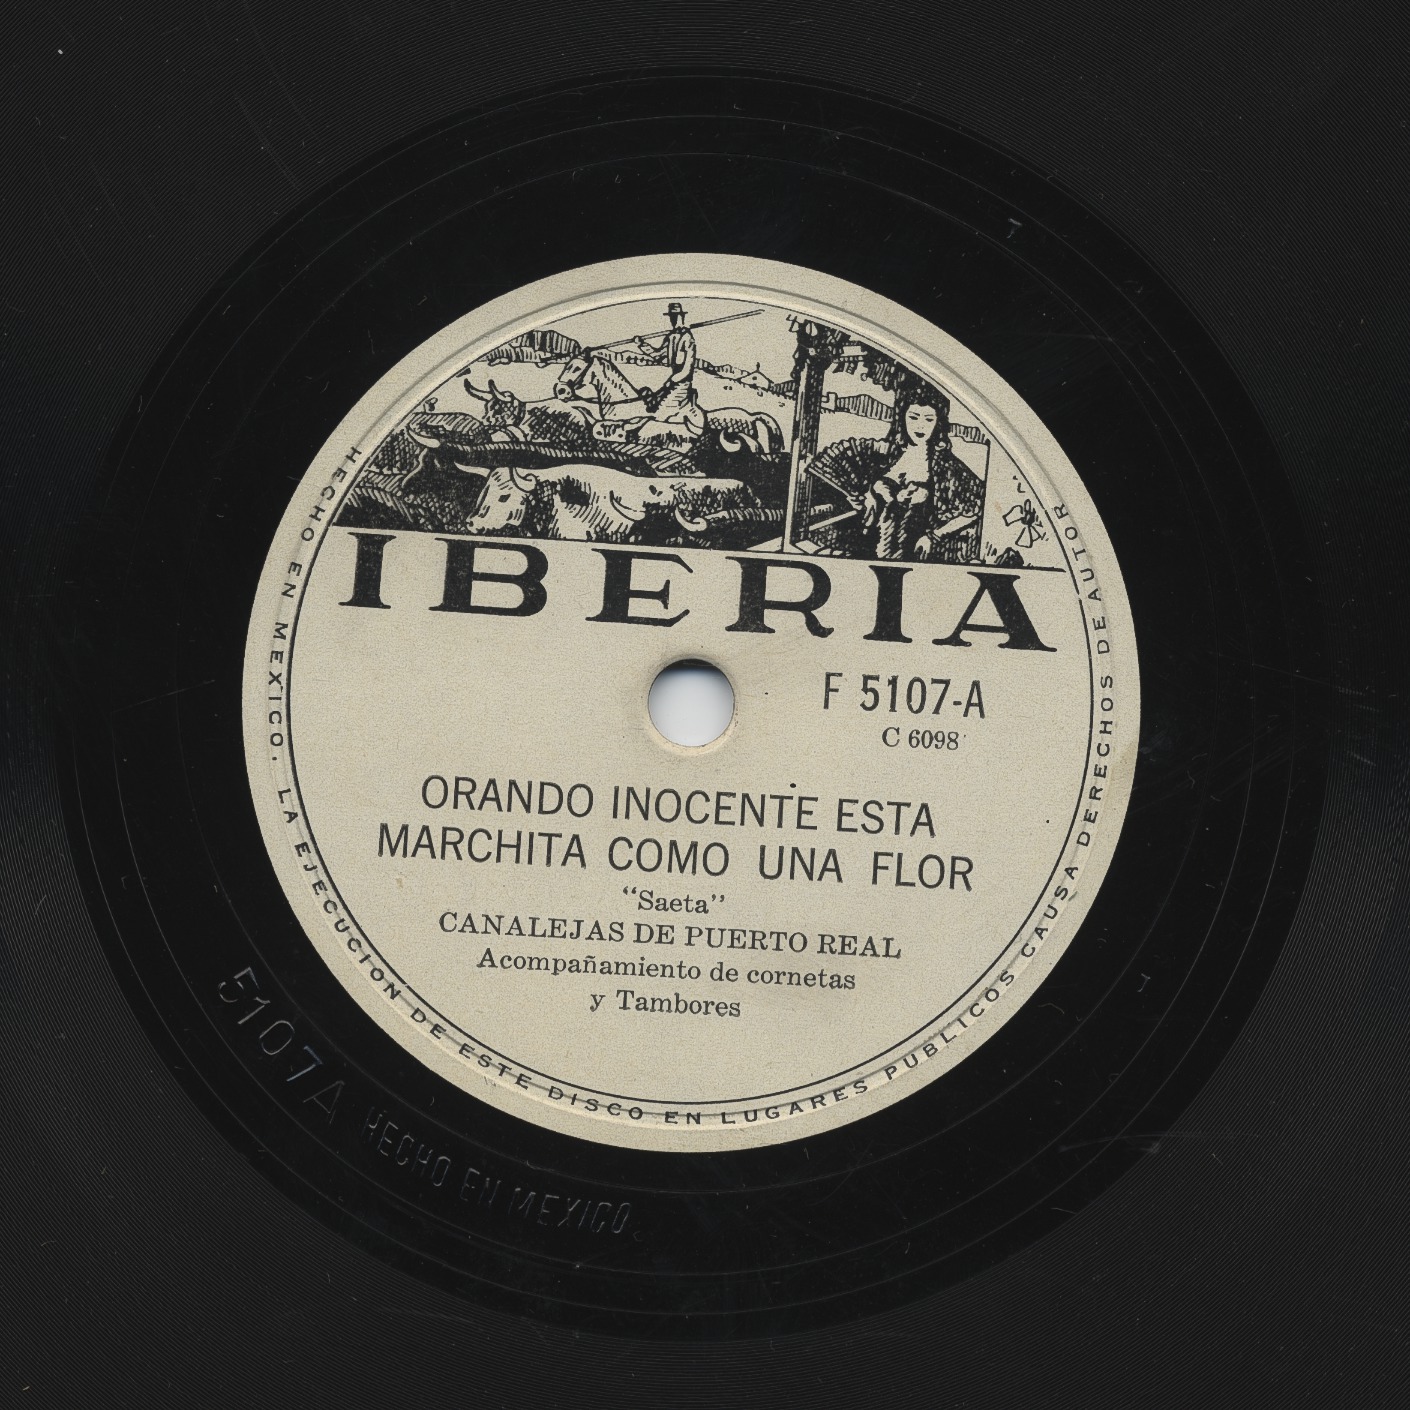 IBERIA
F 5107-A
C 6098
ORANDO INOCENTE ESTA
MARCHITA COMO UNA FLOR
“Saeta”
CANALEJAS DE PUERTO REAL
Acompañamiento de cornetas
y Tambores
HECHO EN MEXICO. LA EJECUCION DE ESTE DISCO EN LUGARES PUBLICOS CAUSA DERECHOS DE AUTOR
5107A HECHO EN MEXICO.